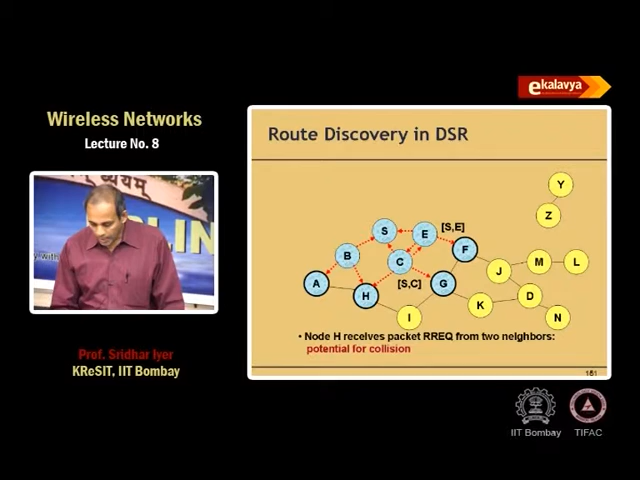 ekalavya
Wireless Networks
Lecture No. 8
Route Discovery in DSR
Y
Z
S
E
[S,E]
F
B
C
M
L
J
A
H
[S,C]
G
K
D
I
N
• Node H receives packet RREQ from two neighbors:
potential for collision
Prof. Sridhar Iyer
KReSIT, IIT Bombay
IIT Bombay
TIFAC